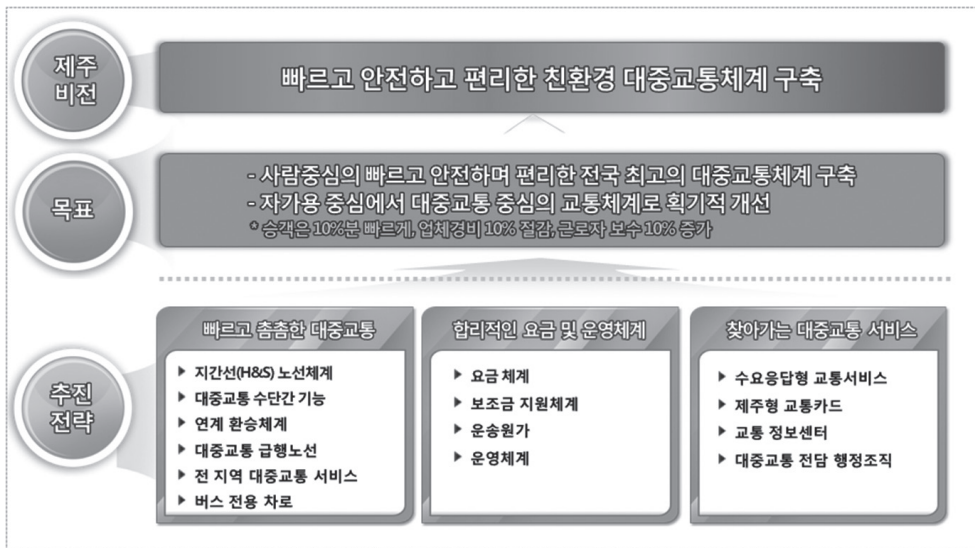 제주
비전
빠르고 안전하고 편리한 친환경 대중교통체계 구축
목표
- 사람중심의 빠르고 안전하며 편리한 전국 최고의 대중교통체계 구축
- 자가용 중심에서 대중교통 중심의 교통체계로 획기적 개선
* 승객은 10%분 빠르게, 업체경비 10% 절감, 근로자 보수 10% 증가
추진
전략
빠르고 촘촘한 대중교통
▶ 지간선(H&S) 노선체계
▶ 대중교통 수단간 기능
▶ 연계 환승체계
▶ 대중교통 급행노선
▶ 전 지역 대중교통 서비스
▶ 버스 전용 차로
합리적인 요금 및 운영체계
▶ 요금 체계
▶ 보조금 지원체계
▶ 운송원가
▶ 운영체계
찾아가는 대중교통 서비스
▶ 수요응답형 교통서비스
▶ 제주형 교통카드
▶ 교통 정보센터
▶ 대중교통 전담 행정조직